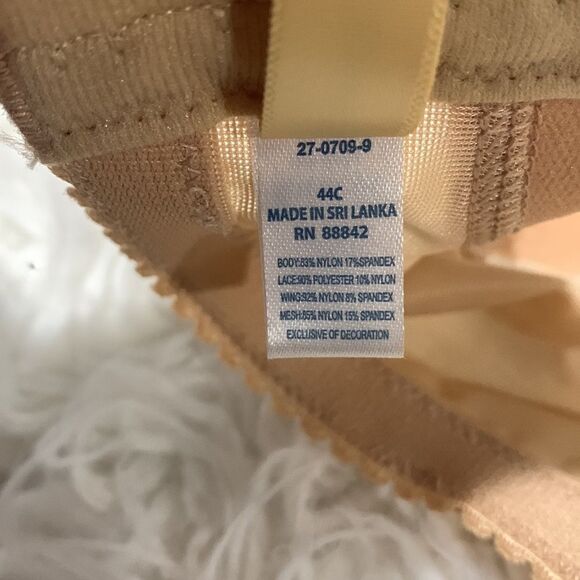 27-0709-9
44C
MADE IN SRI LANKA
RN 88842
BODY:83% NYLON 17%SPANDEX
LACE:90% POLYESTER 10% NYLON
WING:92% NYLON 8% SPANDEX
MESH:85% NYLON 15% SPANDEX
EXCLUSIVE OF DECORATION